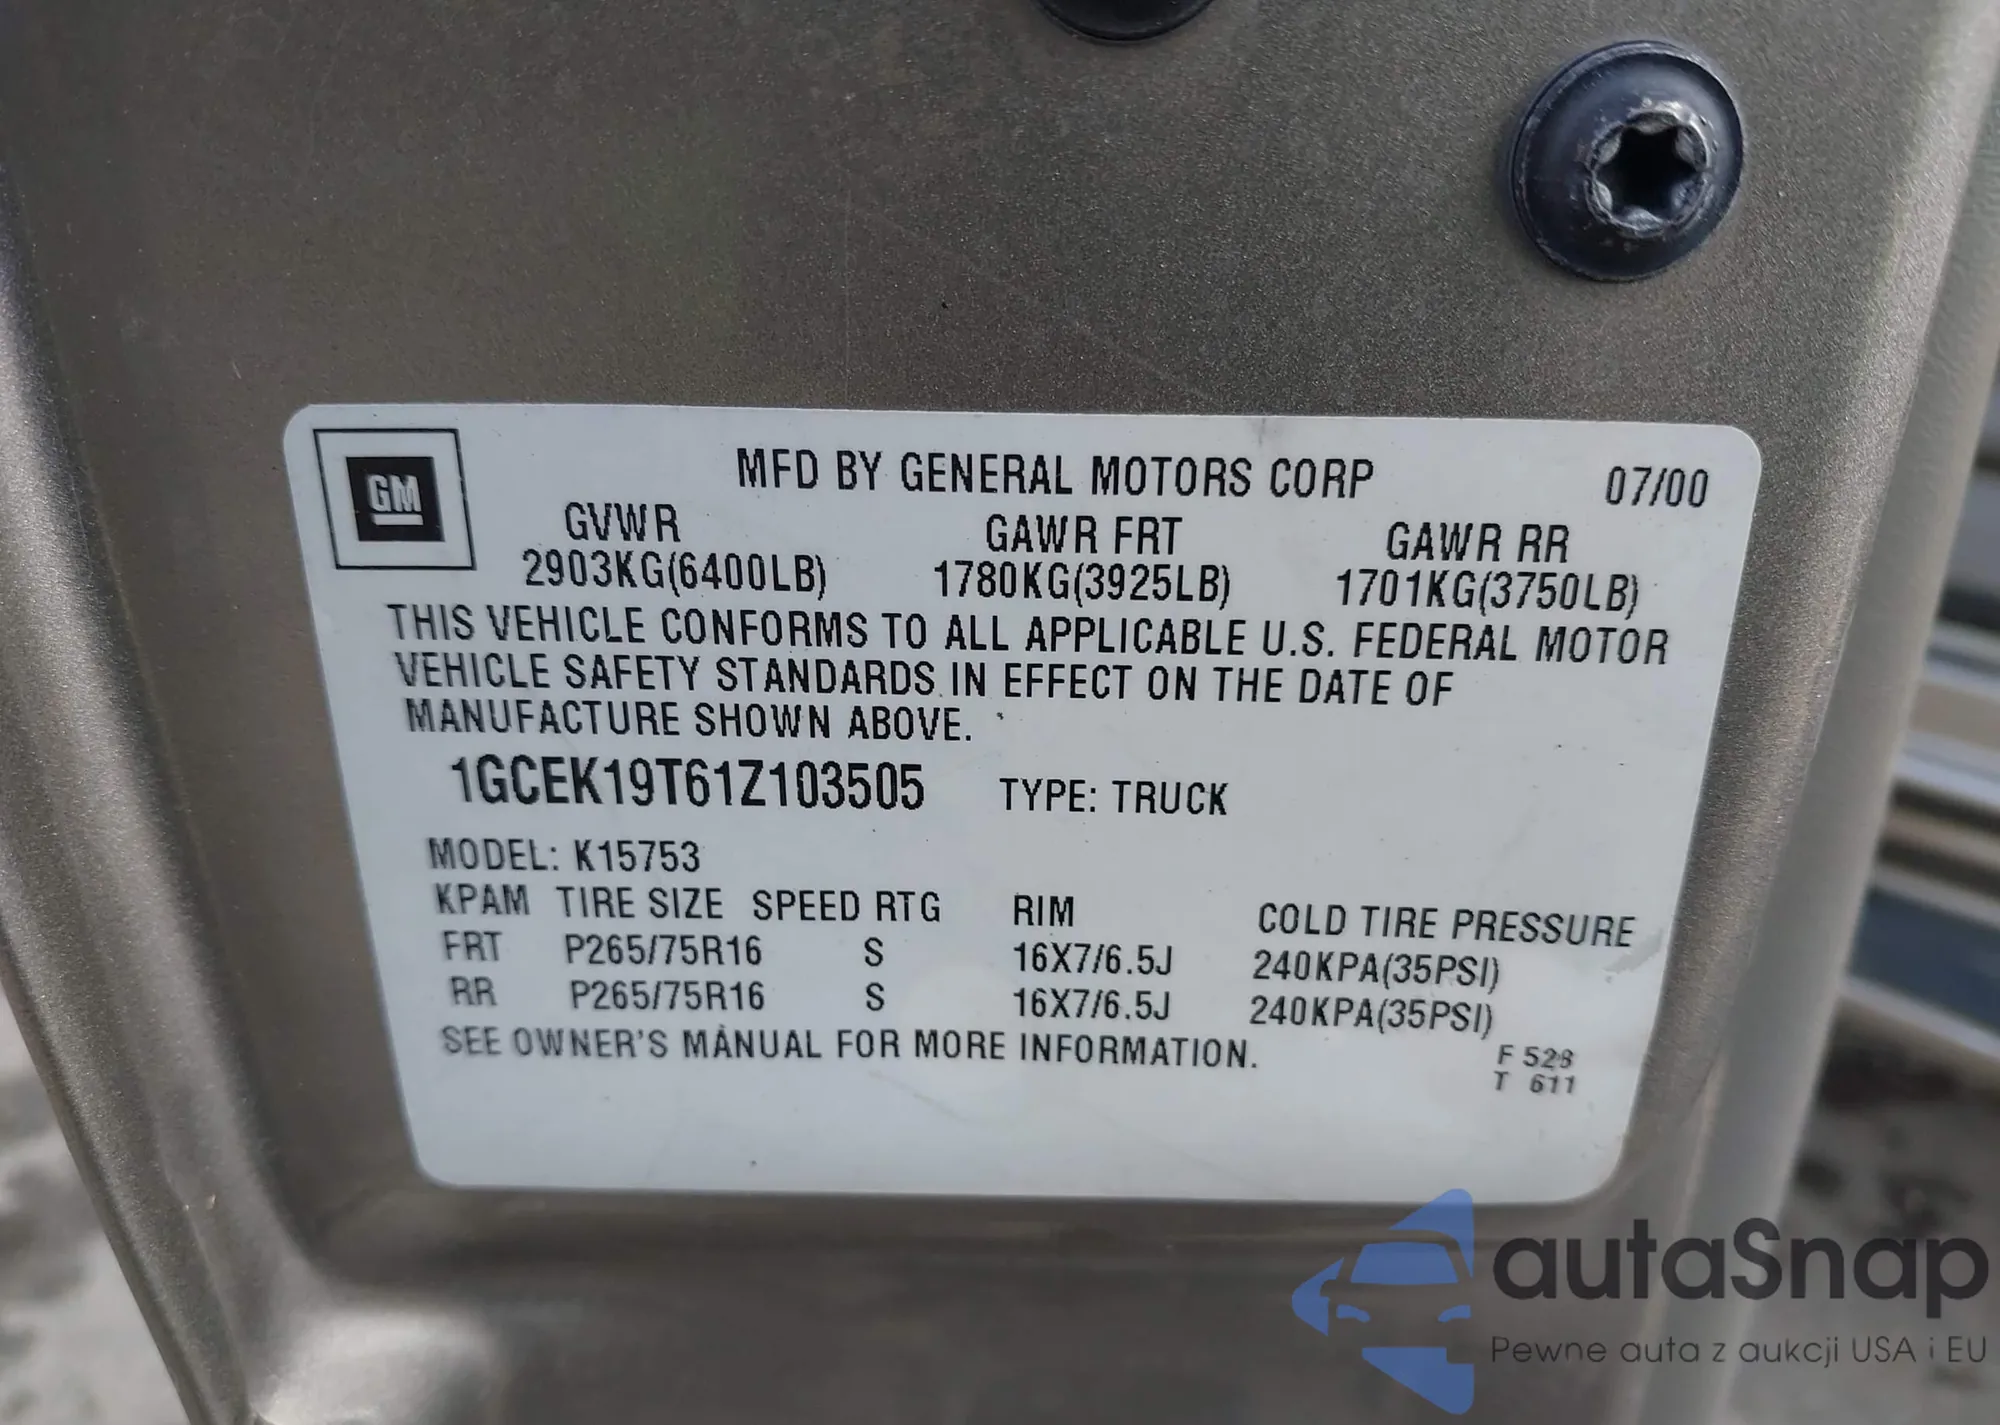 GM
MFD BY GENERAL MOTORS CORP 07/00
GVWR GAWR FRT GAWR RR
2903KG(6400LB) 1780KG(3925LB) 1701KG(3750LB)
THIS VEHICLE CONFORMS TO ALL APPLICABLE U.S. FEDERAL MOTOR
VEHICLE SAFETY STANDARDS IN EFFECT ON THE DATE OF
MANUFACTURE SHOWN ABOVE.
1GCEK19T61Z103505 TYPE: TRUCK
MODEL: K15753
KPAM TIRE SIZE SPEED RTG RIM COLD TIRE PRESSURE
FRT P265/75R16 S 16X7/6.5J 240KPA(35PSI)
RR P265/75R16 S 16X7/6.5J 240KPA(35PSI)
SEE OWNER'S MANUAL FOR MORE INFORMATION.
F 528
T 611
autaSnap
Pewne auta z aukcji USA i EU